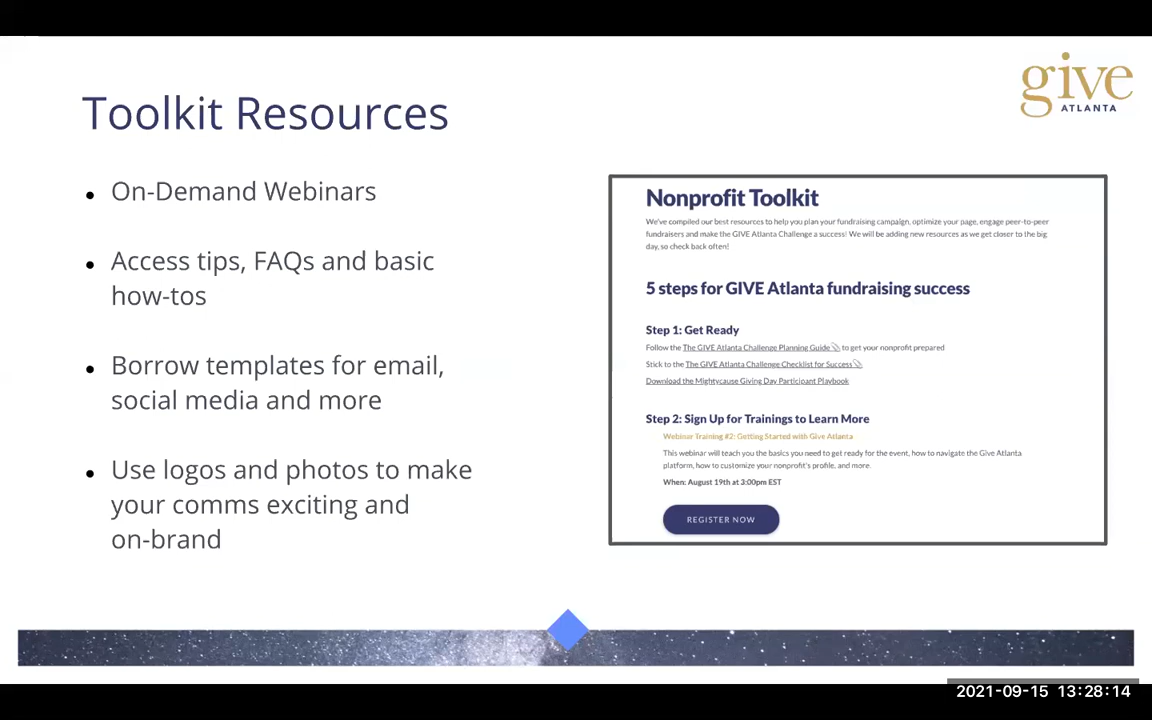 give
ATLANTA
Toolkit Resources
On-Demand Webinars
Access tips, FAQs and basic
how-tos
Borrow templates for email,
social media and more
Use logos and photos to make
your comms exciting and
on-brand
Nonprofit Toolkit
We've compiled our best resources to help you plan your fundraising campaign, optimize your page, engage peer-to-peer
fundraisers and make the GIVE Atlanta Challenge a success! We will be adding new resources as we get closer to the big
day, so check back often!
5 steps for GIVE Atlanta fundraising success
Step 1: Get Ready
Follow the The GIVE Atlanta Challenge Planning Guide to get your nonprofit prepared
Stick to the The GIVE Atlanta Challenge Checklist for Success
Download the Mightycause Giving Day Participant Playbook
Step 2: Sign Up for Trainings to Learn More
Webinar Training #2: Getting Started with Give Atlanta
This webinar will teach you the basics you need to get ready for the event, how to navigate the Give Atlanta
platform, how to customize your nonprofit's profile, and more.
When: August 19th at 3:00pm EST
REGISTER NOW
2021-09-15 13:28:14